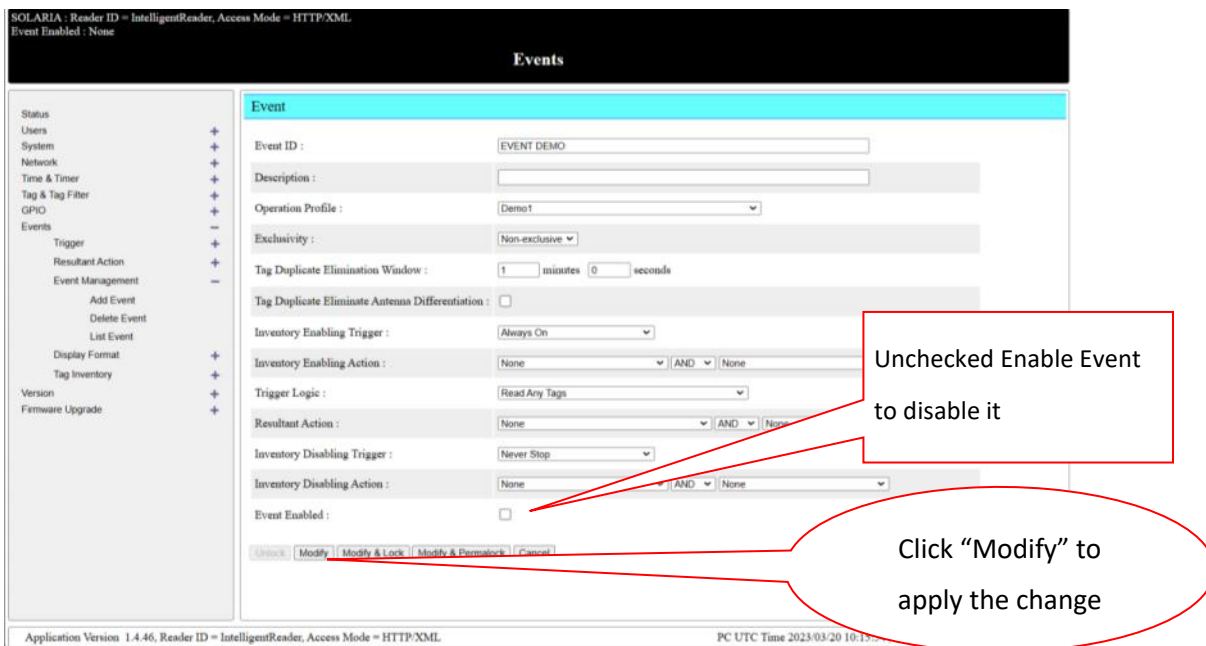 SOLARIA : Reader ID = IntelligentReader, Access Mode = HTTP/XML
Event Enabled : None
Events
Status
Users +
System +
Network +
Time & Timer +
Tag & Tag Filter +
GPIO +
Events −
Trigger +
Resultant Action +
Event Management −
Add Event
Delete Event
List Event
Display Format +
Tag Inventory +
Version +
Firmware Upgrade +
Event
Event ID : EVENT DEMO
Description :
Operation Profile : Demo1
Exclusivity : Non-exclusive
Tag Duplicate Elimination Window : 1 minutes 0 seconds
Tag Duplicate Eliminate Antenna Differentiation :
Inventory Enabling Trigger : Always On
Inventory Enabling Action : None AND None
Trigger Logic : Read Any Tags
Resultant Action : None AND None
Inventory Disabling Trigger : Never Stop
Inventory Disabling Action : None AND None
Event Enabled :
Unlock Modify Modify & Lock Modify & Permalock Cancel
Unchecked Enable Event
to disable it
Click “Modify” to
apply the change
Application Version 1.4.46, Reader ID = IntelligentReader, Access Mode = HTTP/XML
PC UTC Time 2023/03/20